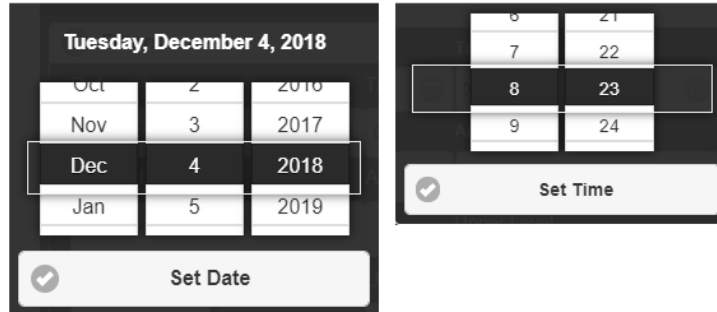 Tuesday, December 4, 2018
Oct 2 2016
Nov 3 2017
Dec 4 2018
Jan 5 2019
Set Date
6 21
7 22
8 23
9 24
Set Time